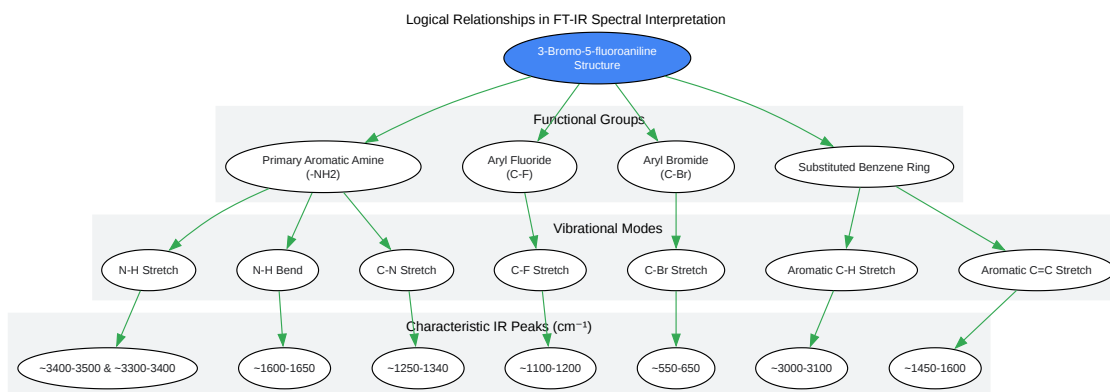 Logical Relationships in FT-IR Spectral Interpretation
3-Bromo-5-fluoroaniline
Structure
Functional Groups
Primary Aromatic Amine
(-NH2)
Aryl Fluoride
(C-F)
Aryl Bromide
(C-Br)
Substituted Benzene Ring
Vibrational Modes
N-H Stretch
N-H Bend
C-N Stretch
C-F Stretch
C-Br Stretch
Aromatic C-H Stretch
Aromatic C=C Stretch
Characteristic IR Peaks (cm⁻¹)
~3400-3500 & ~3300-3400
~1600-1650
~1250-1340
~1100-1200
~550-650
~3000-3100
~1450-1600